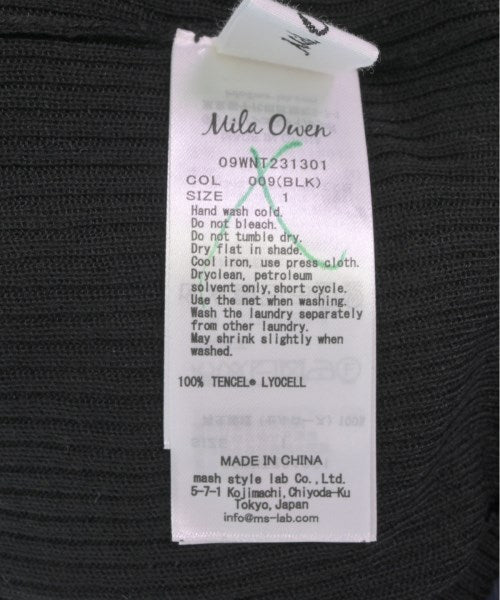 Mila Owen
09WNT231301
COL 009(BLK)
SIZE 1
Hand wash cold.
Do not bleach.
Do not tumble dry.
Dry flat in shade.
Cool iron, use press cloth.
Dryclean, petroleum
solvent only,short cycle.
Use the net when washing.
Wash the laundry separately
from other laundry.
May shrink slightly when
washed.
100% TENCEL® LYOCELL
MADE IN CHINA
mash style lab Co.,Ltd.
5-7-1 Kojimachi,Chiyoda-Ku
Tokyo,Japan
info@ms-lab.com